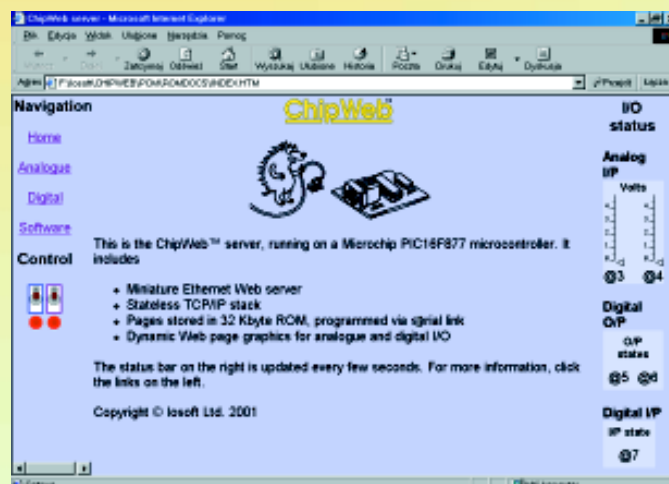 ChipWeb server - Microsoft Internet Explorer
Plik Edycja Widok Ulubione Narzędzia Pomoc
Zatrzymaj Odśwież Start Wyszukaj Ulubione Historia Poczta Drukuj Edytuj Dyskusja
Adres Przejdź Łącza
Navigation
Home
Analogue
Digital
Software
Control
ChipWeb
This is the ChipWeb™ server, running on a Microchip PIC16F877 microcontroller. It
includes
Miniature Ethernet Web server
Stateless TCP/IP stack
Pages stored in 32 Kbyte ROM, programmed via serial link
Dynamic Web page graphics for analogue and digital I/O
The status bar on the right is updated every few seconds. For more information, click
the links on the left.
Copyright © Iosoft Ltd. 2001
I/O
status
Analog
I/P
Volts
@3 @4
Digital
O/P
O/P
states
@5 @6
Digital I/P
I/P state
@7